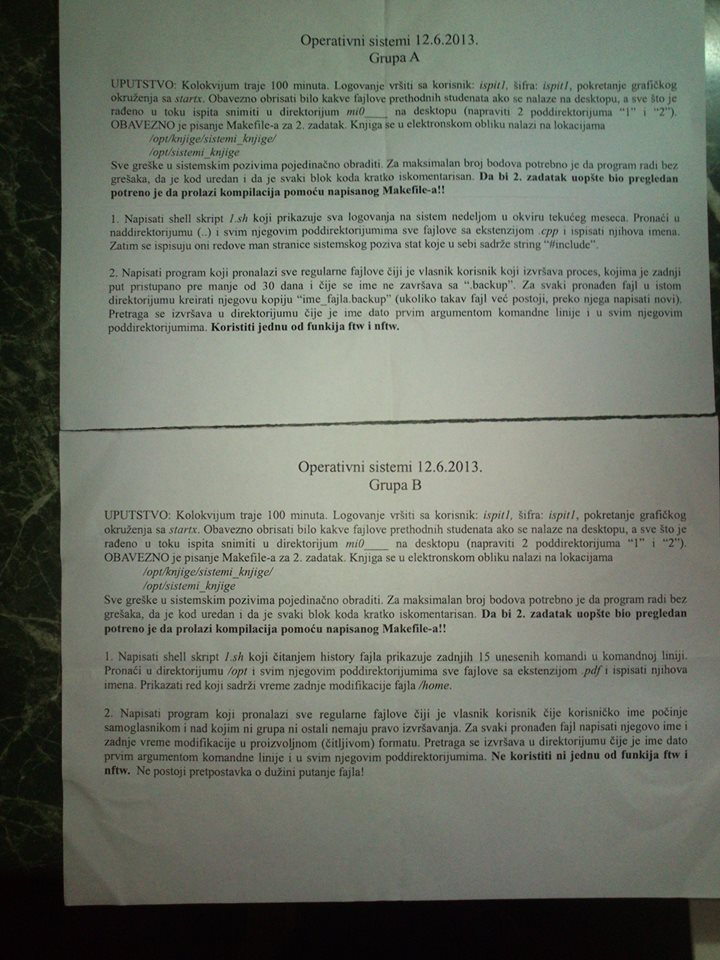 Operativni sistemi 12.6.2013.
Grupa A
UPUTSTVO: Kolokvijum traje 100 minuta. Logovanje vršiti sa korisnik: ispit1, šifra: ispit1, pokretanje grafičkog
okruženja sa startx. Obavezno obrisati bilo kakve fajlove prethodnih studenata ako se nalaze na desktopu, a sve što je
rađeno u toku ispita snimiti u direktorijum mi0____ na desktopu (napraviti 2 poddirektorijuma “1” i “2”).
OBAVEZNO je pisanje Makefile-a za 2. zadatak. Knjiga se u elektronskom obliku nalazi na lokacijama
/opt/knjige/sistemi_knjige/
/opt/sistemi_knjige
Sve greške u sistemskim pozivima pojedinačno obraditi. Za maksimalan broj bodova potrebno je da program radi bez
grešaka, da je kod uredan i da je svaki blok koda kratko iskomentarisan. Da bi 2. zadatak uopšte bio pregledan
potreno je da prolazi kompilacija pomoću napisanog Makefile-a!!
1. Napisati shell skript 1.sh koji prikazuje sva logovanja na sistem nedeljom u okviru tekućeg meseca. Pronaći u
naddirektorijumu (..) i svim njegovim poddirektorijumima sve fajlove sa ekstenzijom .cpp i ispisati njihova imena.
Zatim se ispisuju oni redove man stranice sistemskog poziva stat koje u sebi sadrže string “#include”.
2. Napisati program koji pronalazi sve regularne fajlove čiji je vlasnik korisnik koji izvršava proces, kojima je zadnji
put pristupano pre manje od 30 dana i čije se ime ne završava sa “.backup”. Za svaki pronađen fajl u istom
direktorijumu kreirati njegovu kopiju “ime_fajla.backup” (ukoliko takav fajl već postoji, preko njega napisati novi).
Pretraga se izvršava u direktorijumu čije je ime dato prvim argumentom komandne linije i u svim njegovim
poddirektorijumima. Koristiti jednu od funkija ftw i nftw.
Operativni sistemi 12.6.2013.
Grupa B
UPUTSTVO: Kolokvijum traje 100 minuta. Logovanje vršiti sa korisnik: ispit1, šifra: ispit1, pokretanje grafičkog
okruženja sa startx. Obavezno obrisati bilo kakve fajlove prethodnih studenata ako se nalaze na desktopu, a sve što je
rađeno u toku ispita snimiti u direktorijum mi0____ na desktopu (napraviti 2 poddirektorijuma “1” i “2”).
OBAVEZNO je pisanje Makefile-a za 2. zadatak. Knjiga se u elektronskom obliku nalazi na lokacijama
/opt/knjige/sistemi_knjige/
/opt/sistemi_knjige
Sve greške u sistemskim pozivima pojedinačno obraditi. Za maksimalan broj bodova potrebno je da program radi bez
grešaka, da je kod uredan i da je svaki blok koda kratko iskomentarisan. Da bi 2. zadatak uopšte bio pregledan
potreno je da prolazi kompilacija pomoću napisanog Makefile-a!!
1. Napisati shell skript 1.sh koji čitanjem history fajla prikazuje zadnjih 15 unesenih komandi u komandnoj liniji.
Pronaći u direktorijumu /opt i svim njegovim poddirektorijumima sve fajlove sa ekstenzijom .pdf i ispisati njihova
imena. Prikazati red koji sadrži vreme zadnje modifikacije fajla /home.
2. Napisati program koji pronalazi sve regularne fajlove čiji je vlasnik korisnik čije korisničko ime počinje
samoglasnikom i nad kojim ni grupa ni ostali nemaju pravo izvršavanja. Za svaki pronađen fajl napisati njegovo ime i
zadnje vreme modifikacije u proizvoljnom (čitljivom) formatu. Pretraga se izvršava u direktorijumu čije je ime dato
prvim argumentom komandne linije i u svim njegovim poddirektorijumima. Ne koristiti ni jednu od funkija ftw i
nftw. Ne postoji pretpostavka o dužini putanje fajla!